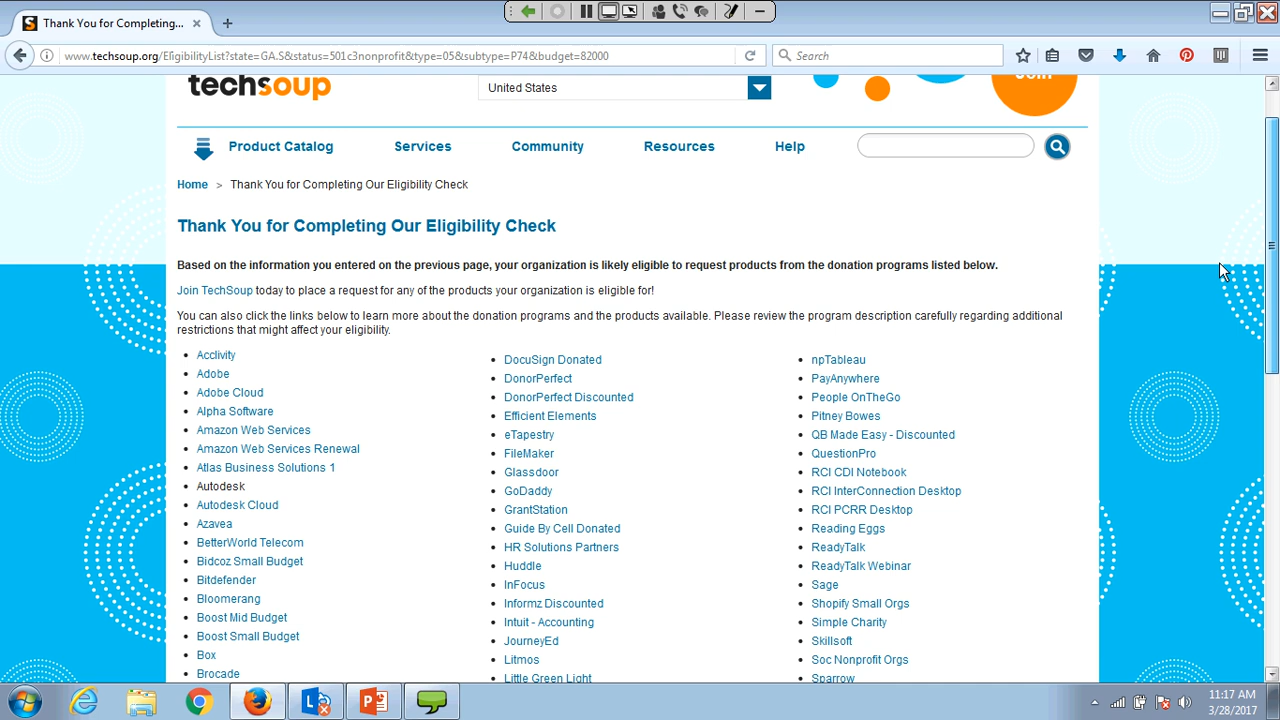 Thank You for Completing...
www.techsoup.org/EligibilityList?state=GA.S&status=501c3nonprofit&type=05&subtype=P74&budget=82000
Search
techsoup
United States
Join
Product Catalog
Services
Community
Resources
Help
Home > Thank You for Completing Our Eligibility Check
Thank You for Completing Our Eligibility Check
Based on the information you entered on the previous page, your organization is likely eligible to request products from the donation programs listed below.
Join TechSoup today to place a request for any of the products your organization is eligible for!
You can also click the links below to learn more about the donation programs and the products available. Please review the program description carefully regarding additional
restrictions that might affect your eligibility.
Acclivity
Adobe
Adobe Cloud
Alpha Software
Amazon Web Services
Amazon Web Services Renewal
Atlas Business Solutions 1
Autodesk
Autodesk Cloud
Azavea
BetterWorld Telecom
Bidcoz Small Budget
Bitdefender
Bloomerang
Boost Mid Budget
Boost Small Budget
Box
Brocade
DocuSign Donated
DonorPerfect
DonorPerfect Discounted
Efficient Elements
eTapestry
FileMaker
Glassdoor
GoDaddy
GrantStation
Guide By Cell Donated
HR Solutions Partners
Huddle
InFocus
Informz Discounted
Intuit - Accounting
JourneyEd
Litmos
Little Green Light
npTableau
PayAnywhere
People OnTheGo
Pitney Bowes
QB Made Easy - Discounted
QuestionPro
RCI CDI Notebook
RCI InterConnection Desktop
RCI PCRR Desktop
Reading Eggs
ReadyTalk
ReadyTalk Webinar
Sage
Shopify Small Orgs
Simple Charity
Skillsoft
Soc Nonprofit Orgs
Sparrow
11:17 AM
3/28/2017